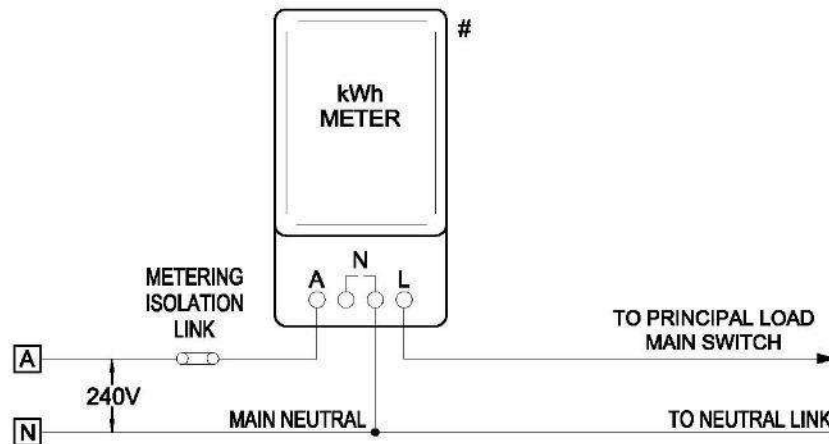 #
kWh
METER
N
A L
METERING
ISOLATION
LINK
TO PRINCIPAL LOAD
MAIN SWITCH
A
240V
MAIN NEUTRAL
TO NEUTRAL LINK
N